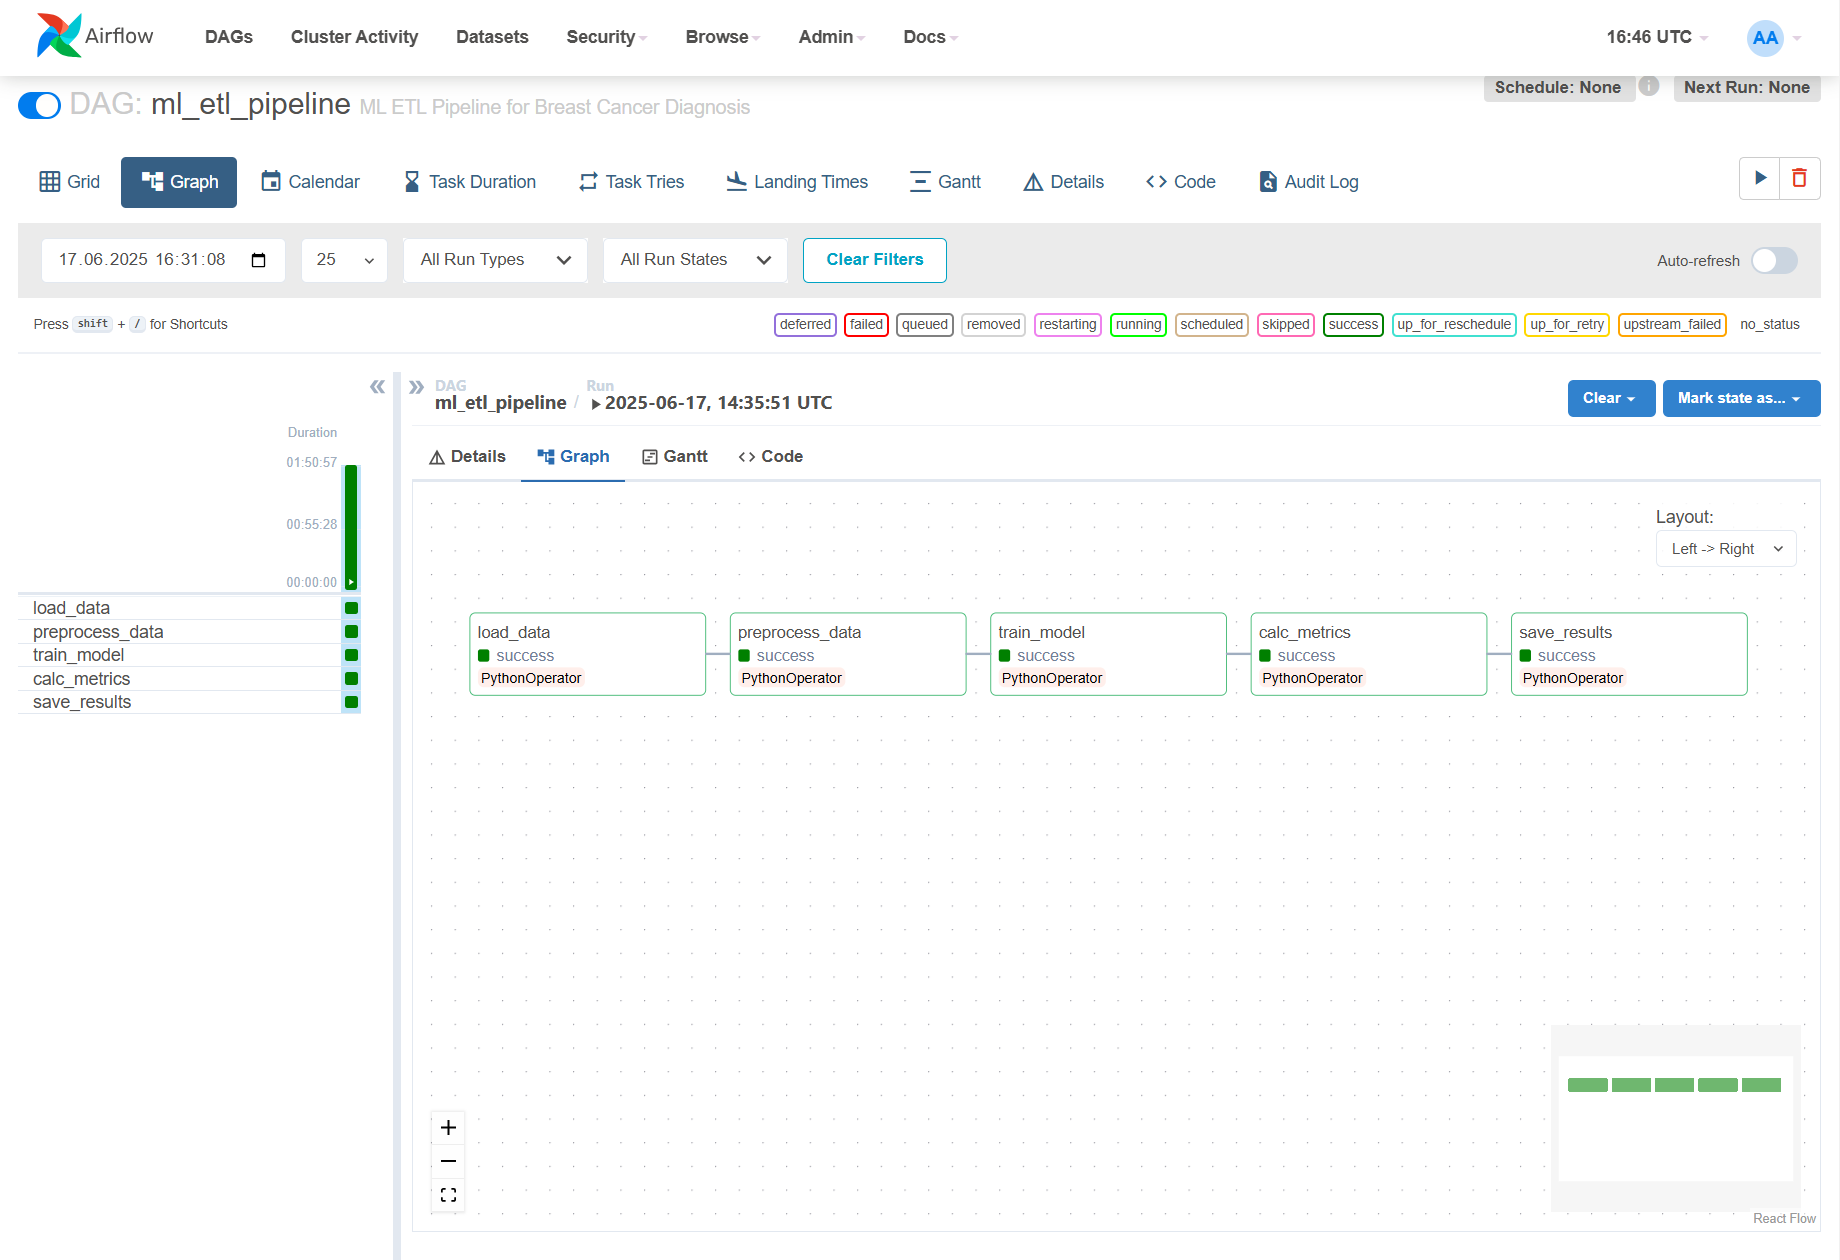 Airflow DAGs Cluster Activity Datasets Security Browse Admin Docs 16:46 UTC AA
Schedule: None i Next Run: None
DAG: ml_etl_pipeline ML ETL Pipeline for Breast Cancer Diagnosis
Grid Graph Calendar Task Duration Task Tries Landing Times Gantt Details Code Audit Log
17.06.2025 16:31:08 25 All Run Types All Run States Clear Filters Auto-refresh
Press shift + / for Shortcuts deferred failed queued removed restarting running scheduled skipped success up_for_reschedule up_for_retry upstream_failed no_status
DAG Run
ml_etl_pipeline / 2025-06-17, 14:35:51 UTC Clear Mark state as...
Duration
01:50:57
00:55:28
00:00:00
load_data
preprocess_data
train_model
calc_metrics
save_results
Details Graph Gantt Code
Layout:
Left -> Right
load_data
success
PythonOperator
preprocess_data
success
PythonOperator
train_model
success
PythonOperator
calc_metrics
success
PythonOperator
save_results
success
PythonOperator
React Flow